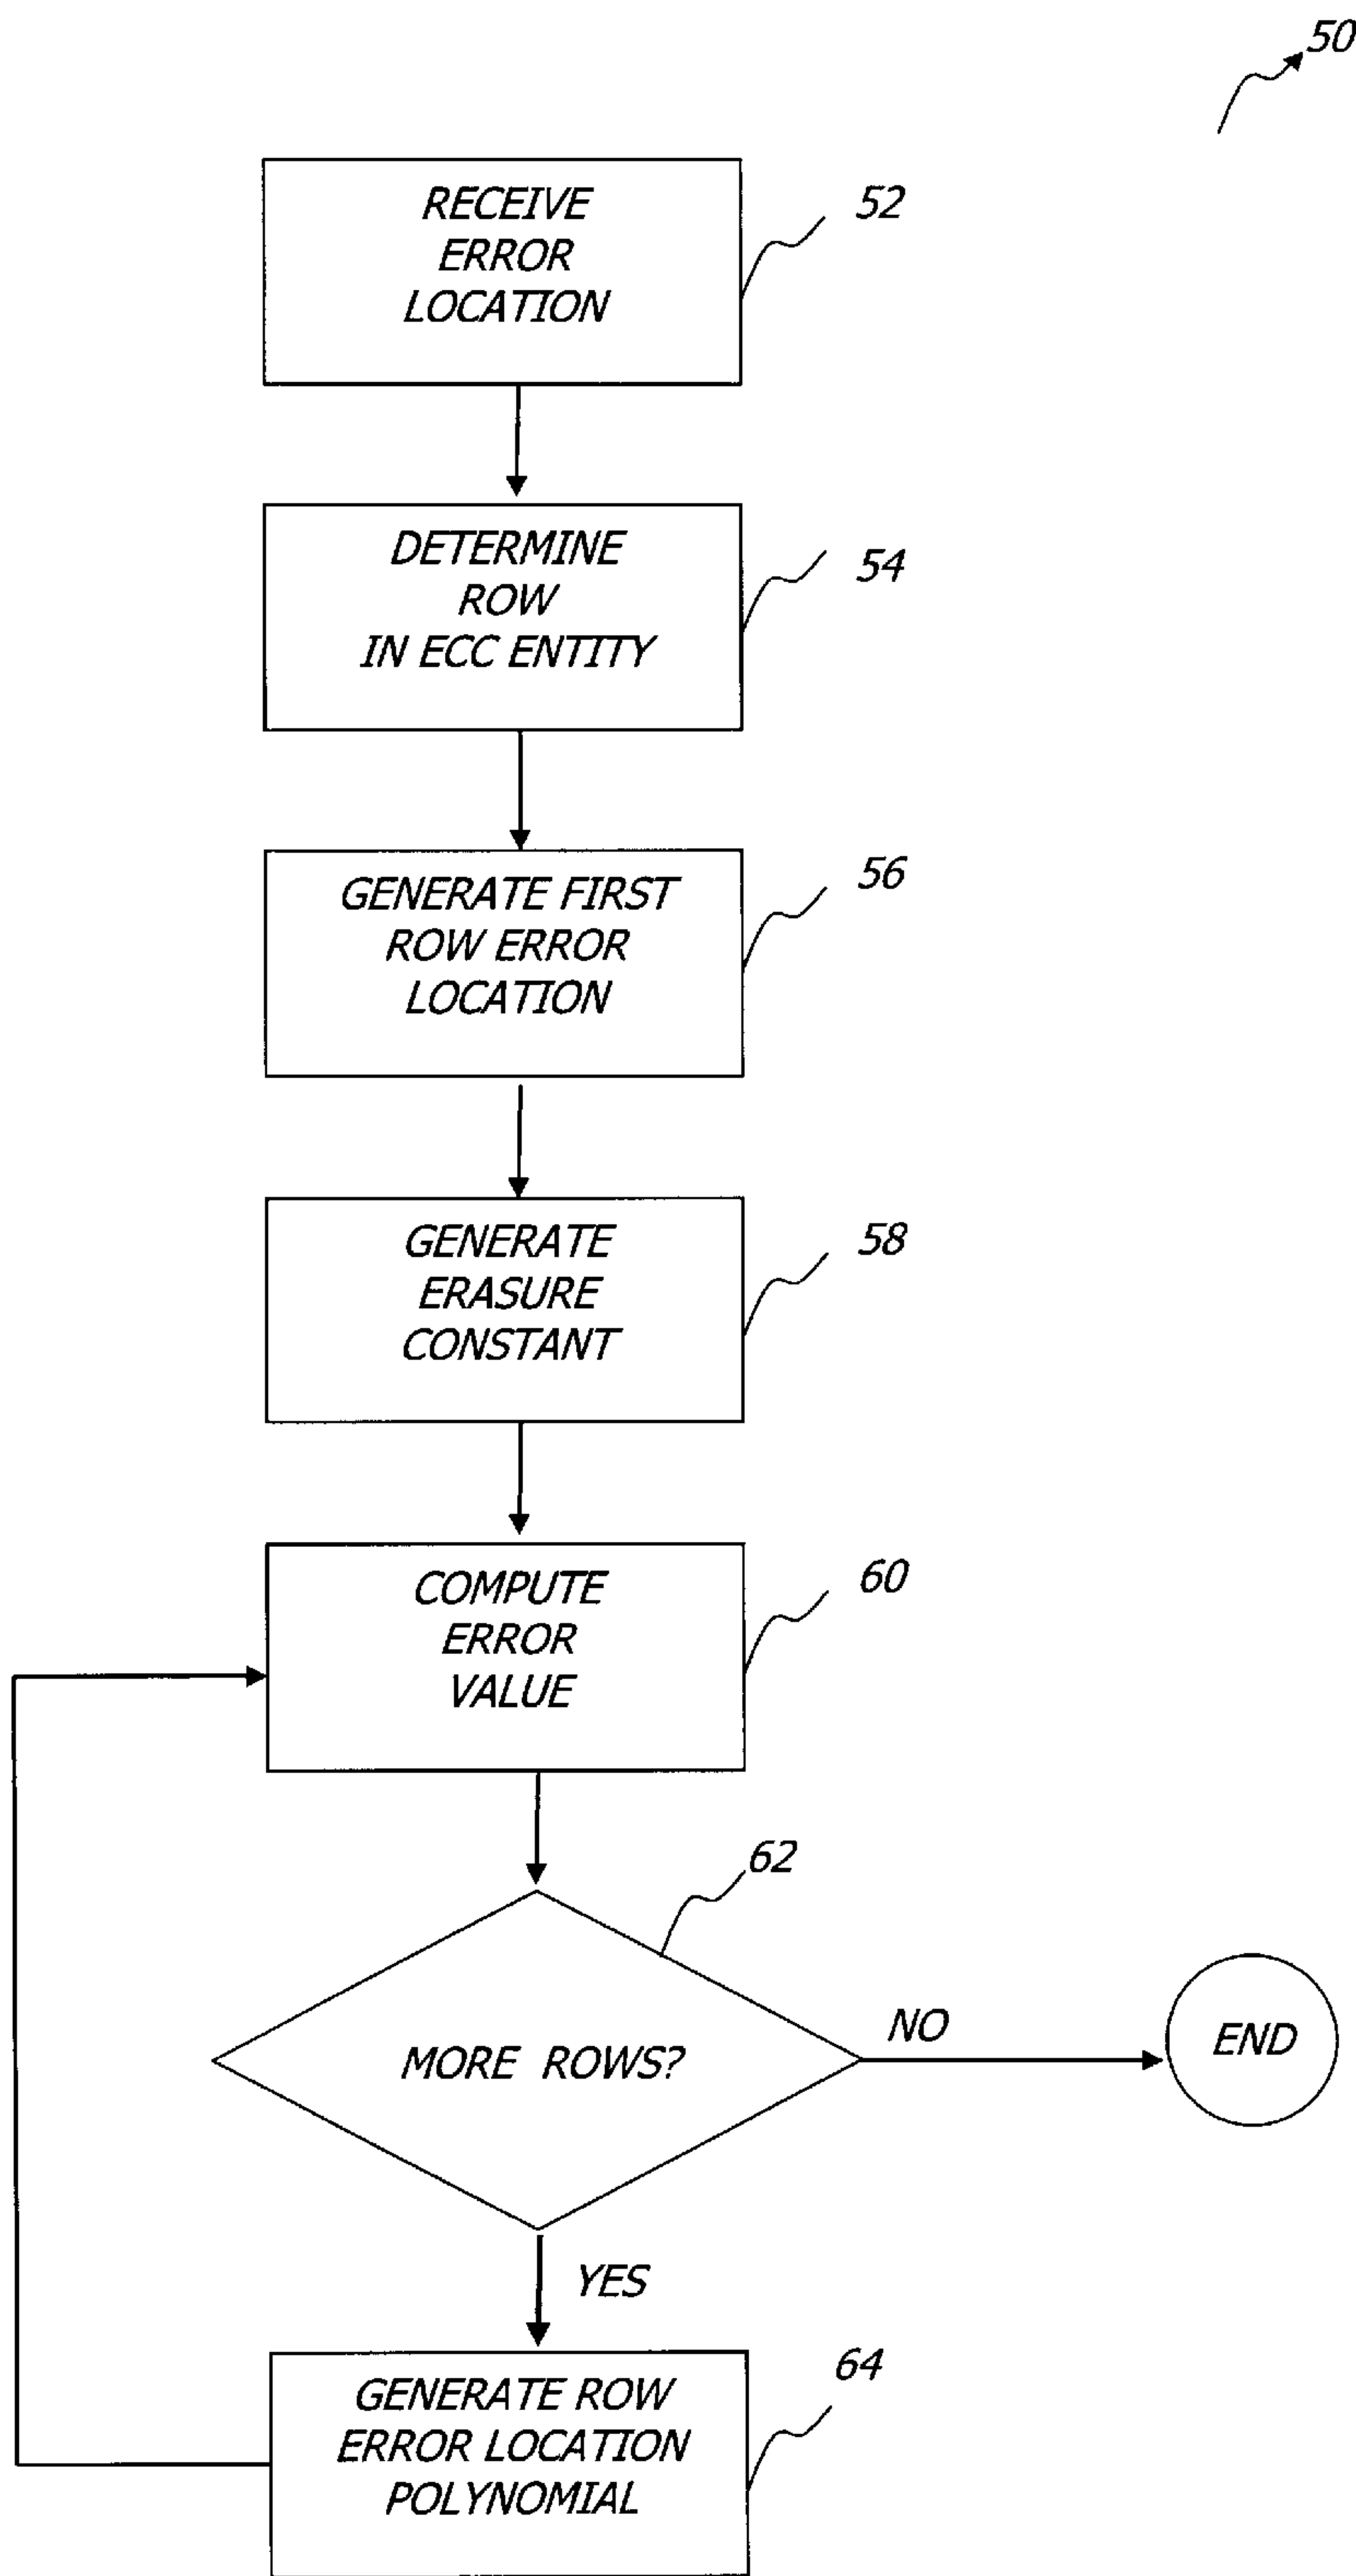 50
RECEIVE
ERROR
LOCATION
52
DETERMINE
ROW
IN ECC ENTITY
54
GENERATE FIRST
ROW ERROR
LOCATION
56
GENERATE
ERASURE
CONSTANT
58
COMPUTE
ERROR
VALUE
60
62
MORE ROWS?
NO
END
YES
GENERATE ROW
ERROR LOCATION
POLYNOMIAL
64